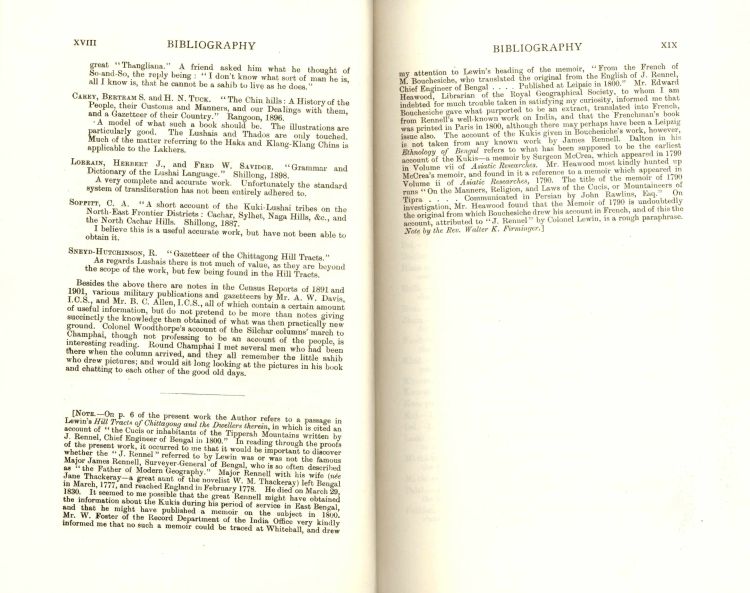 XVIII BIBLIOGRAPHY
great "Thangliana." A friend asked him what he thought of
So-and-So, the reply being: "I don't know what sort of man he is,
all I know is, that he cannot be a sahib to live as he does."
CAREY, BERTRAM S. and H. N. TUCK. "The Chin hills: A History of the
People, their Customs and Manners, and our Dealings with them,
and a Gazetteer of their Country." Rangoon, 1896.
A model of what such a book should be. The illustrations are
particularly good. The Lushais and Thados are only touched.
Much of the matter referring to the Haka and Klang-Klang Chins is
applicable to the Lakhers.
LORRAIN, HERBERT J., and FRED W. SAVIDGE. "Grammar and
Dictionary of the Lushai Language." Shillong, 1898.
A very complete and accurate work. Unfortunately the standard
system of transliteration has not been entirely adhered to.
SOPPITT, C. A. "A short account of the Kuki-Lushai tribes on the
North-East Frontier Districts: Cachar, Sylhet, Naga Hills, &c., and
the North Cachar Hills. Shillong, 1887.
I believe this is useful accurate work, but have not been able to
obtain it.
SNEYD-HUTCHINSON, R. "Gazetteer of the Chittagong Hill Tracts."
As regards Lushais there is not much of value, as they are beyond
the scope of the work, but few being found in the Hill Tracts.
Besides the above there are notes in the Census Reports of 1891 and
1901, various military publications and gazetteers by Mr. A. W. Davis,
I.C.S., and Mr. B. C. Allen, I.C.S., all of which contain a certain amount
of useful information, but do not pretend to be more than notes giving
succinctly the knowledge then obtained of what was then practically new
ground. Colonel Woodthorpe's account of the Silchar columns' march to
Champhai, though not professing to be an account of the people, is
interesting reading. Round Champhai I met several men who had been
there when the column arrived, and they all remember the little sahib
who drew pictures; and would sit long looking at the pictures in his book
and chatting to each other of the good old days.
[NOTE.—On p. 6 of the present work the Author refers to a passage in
Lewin's Hill Tracts of Chittagong and the Dwellers therein, in which is cited an
account of "the Cucis or inhabitants of the Tipperah Mountains written by
J. Rennel, Chief Engineer of Bengal in 1800." In reading through the proofs
of the present work, it occurred to me that it would be important to discover
whether the "J. Rennel" referred to by Lewin was or was not the famous
Major James Rennell, Surveyer-General of Bengal, who is so often described
as "the Father of Modern Geography." Major Rennell with his wife (née
Jane Thackeray—a great aunt of the novelist W. M. Thackeray) left Bengal
in March, 1777, and reached England in February 1778. He died on March 29,
1830. It seemed to me possible that the great Rennell might have obtained
the information about the Kukis during his period of service in East Bengal,
and that he might have published a memoir on the subject in 1800.
Mr. W. Foster of the Record Department of the India Office very kindly
informed me that no such a memoir could be traced at Whitehall, and drew
BIBLIOGRAPHY XIX
my attention to Lewin's heading of the memoir, "From the French of
M. Bouchesiche, who translated the original from the English of J. Rennel,
Chief Engineer of Bengal . . . . Published at Leipsic in 1800." Mr. Edward
Heawood, Librarian of the Royal Geographical Society, to whom I am
indebted for much trouble taken in satisfying my curiosity, informed me that
Bouchesiche gave what purported to be an extract, translated into French,
from Rennell's well-known work on India, and that the Frenchman's book
was printed in Paris in 1800, although there may perhaps have been a Leipzig
issue also. The account of the Kukis given in Bouchesiche's work, however,
is not taken from any known work by James Rennell. Dalton in his
Ethnology of Bengal refers to what has been supposed to be the earliest
account of the Kukis—a memoir by Surgeon McCrea, which appeared in 1799
in Volume vii of Asiatic Researches. Mr. Heawood most kindly hunted up
McCrea's memoir, and found in it a reference to a memoir which appeared in
Volume ii of Asiatic Researches, 1790. The title of the memoir of 1790
runs "On the Manners, Religion, and Laws of the Cucis, or Mountaineers of
Tipra . . . . Communicated in Persian by John Rawlins, Esq." On
investigation, Mr. Heawood found that the Memoir of 1790 is undoubtedly
the original from which Bouchesiche drew his account in French, and of this the
account, attributed to "J. Rennel" by Colonel Lewin, is a rough paraphrase.
Note by the Rev. Walter K. Firminger.]